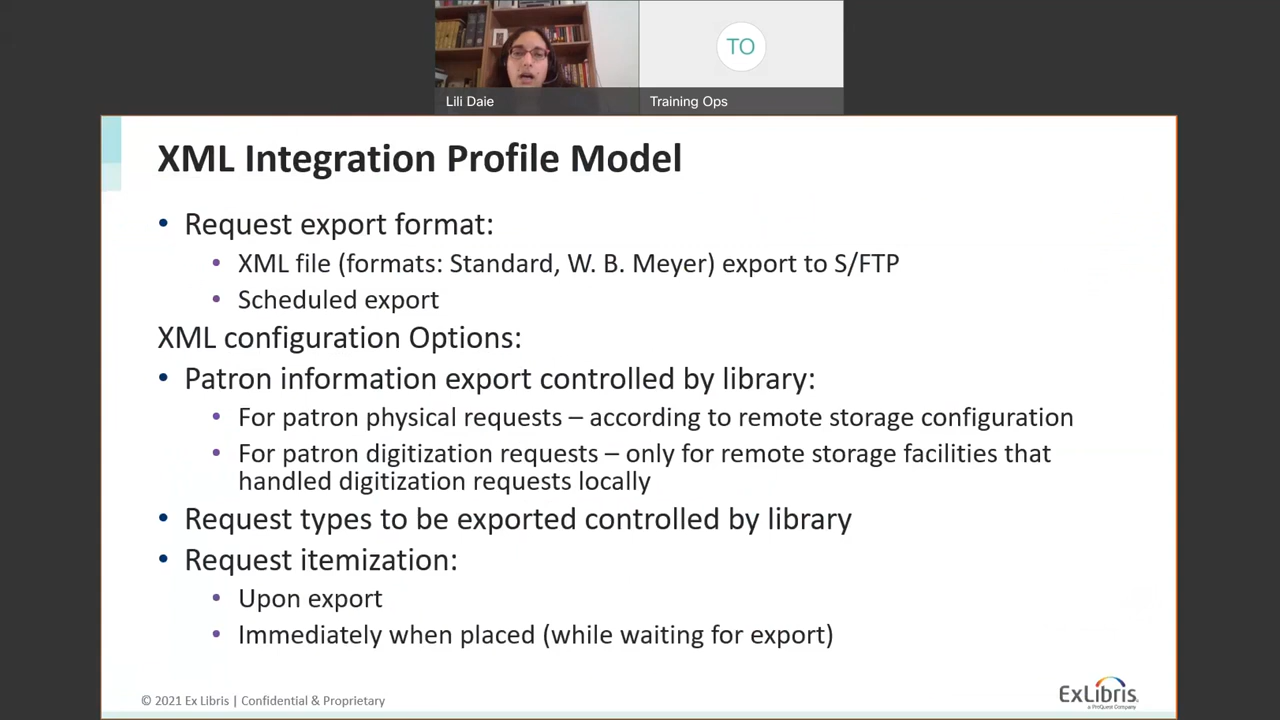 TO
Lili Daie
Training Ops
XML Integration Profile Model
• Request export format:
• XML file (formats: Standard, W. B. Meyer) export to S/FTP
• Scheduled export
XML configuration Options:
• Patron information export controlled by library:
• For patron physical requests – according to remote storage configuration
• For patron digitization requests – only for remote storage facilities that
handled digitization requests locally
• Request types to be exported controlled by library
• Request itemization:
• Upon export
• Immediately when placed (while waiting for export)
© 2021 Ex Libris | Confidential & Proprietary
ExLibris
a ProQuest Company